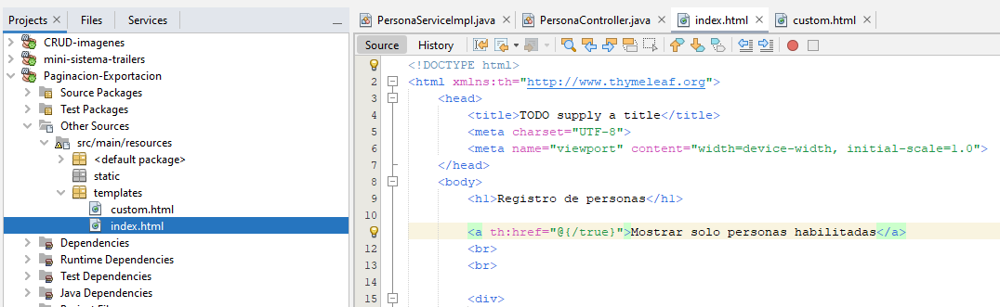 Projects × Files Services
CRUD-imagenes
mini-sistema-trailers
Paginacion-Exportacion
Source Packages
Test Packages
Other Sources
src/main/resources
<default package>
static
templates
custom.html
index.html
Dependencies
Runtime Dependencies
Test Dependencies
Java Dependencies
PersonaServiceImpl.java × PersonaController.java × index.html × custom.html ×
Source History
<!DOCTYPE html>
2 <html xmlns:th="http://www.thymeleaf.org">
3 <head>
4 <title>TODO supply a title</title>
5 <meta charset="UTF-8">
6 <meta name="viewport" content="width=device-width, initial-scale=1.0">
7 </head>
8 <body>
9 <h1>Registro de personas</h1>
10
<a th:href="@{/true}">Mostrar solo personas habilitadas</a>
12 <br>
13 <br>
14
15 <div>